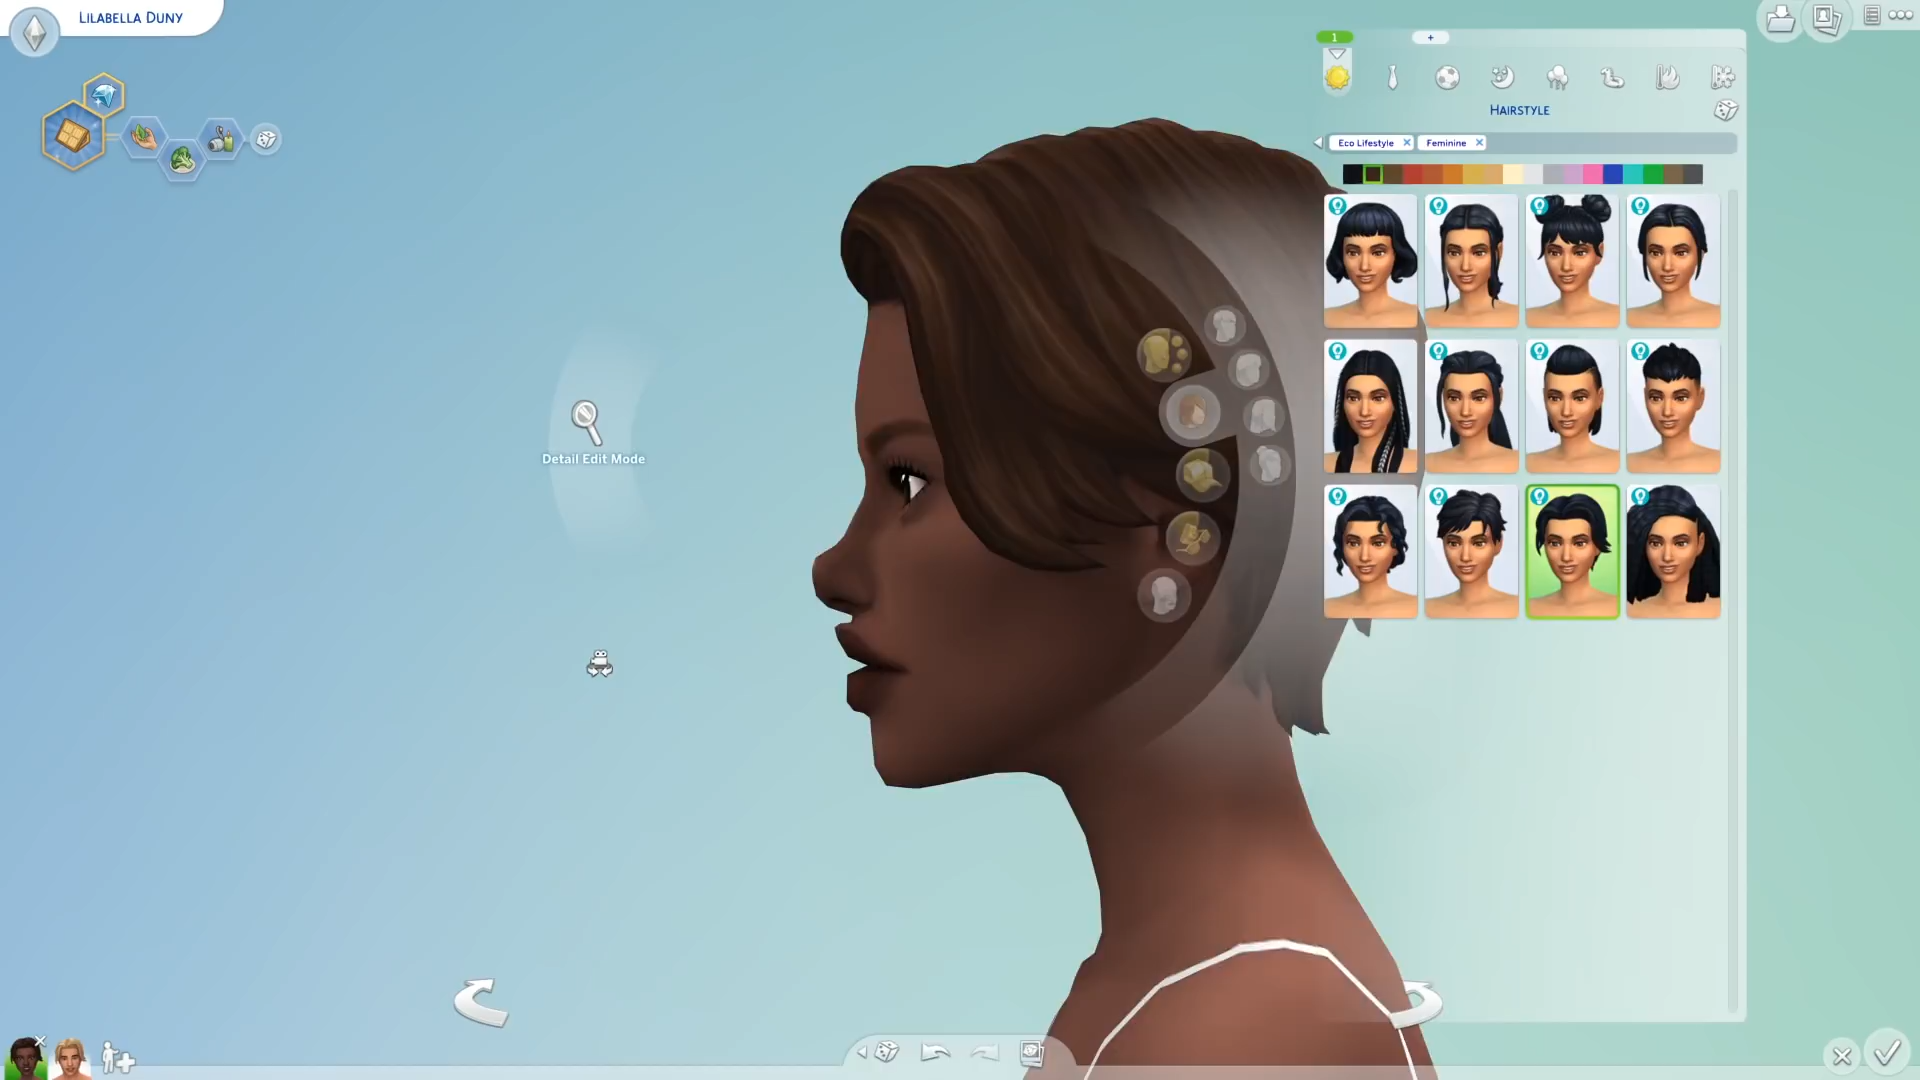 Lilabella Duny
1
+
Hairstyle
Eco Lifestyle × Feminine ×
Detail Edit Mode